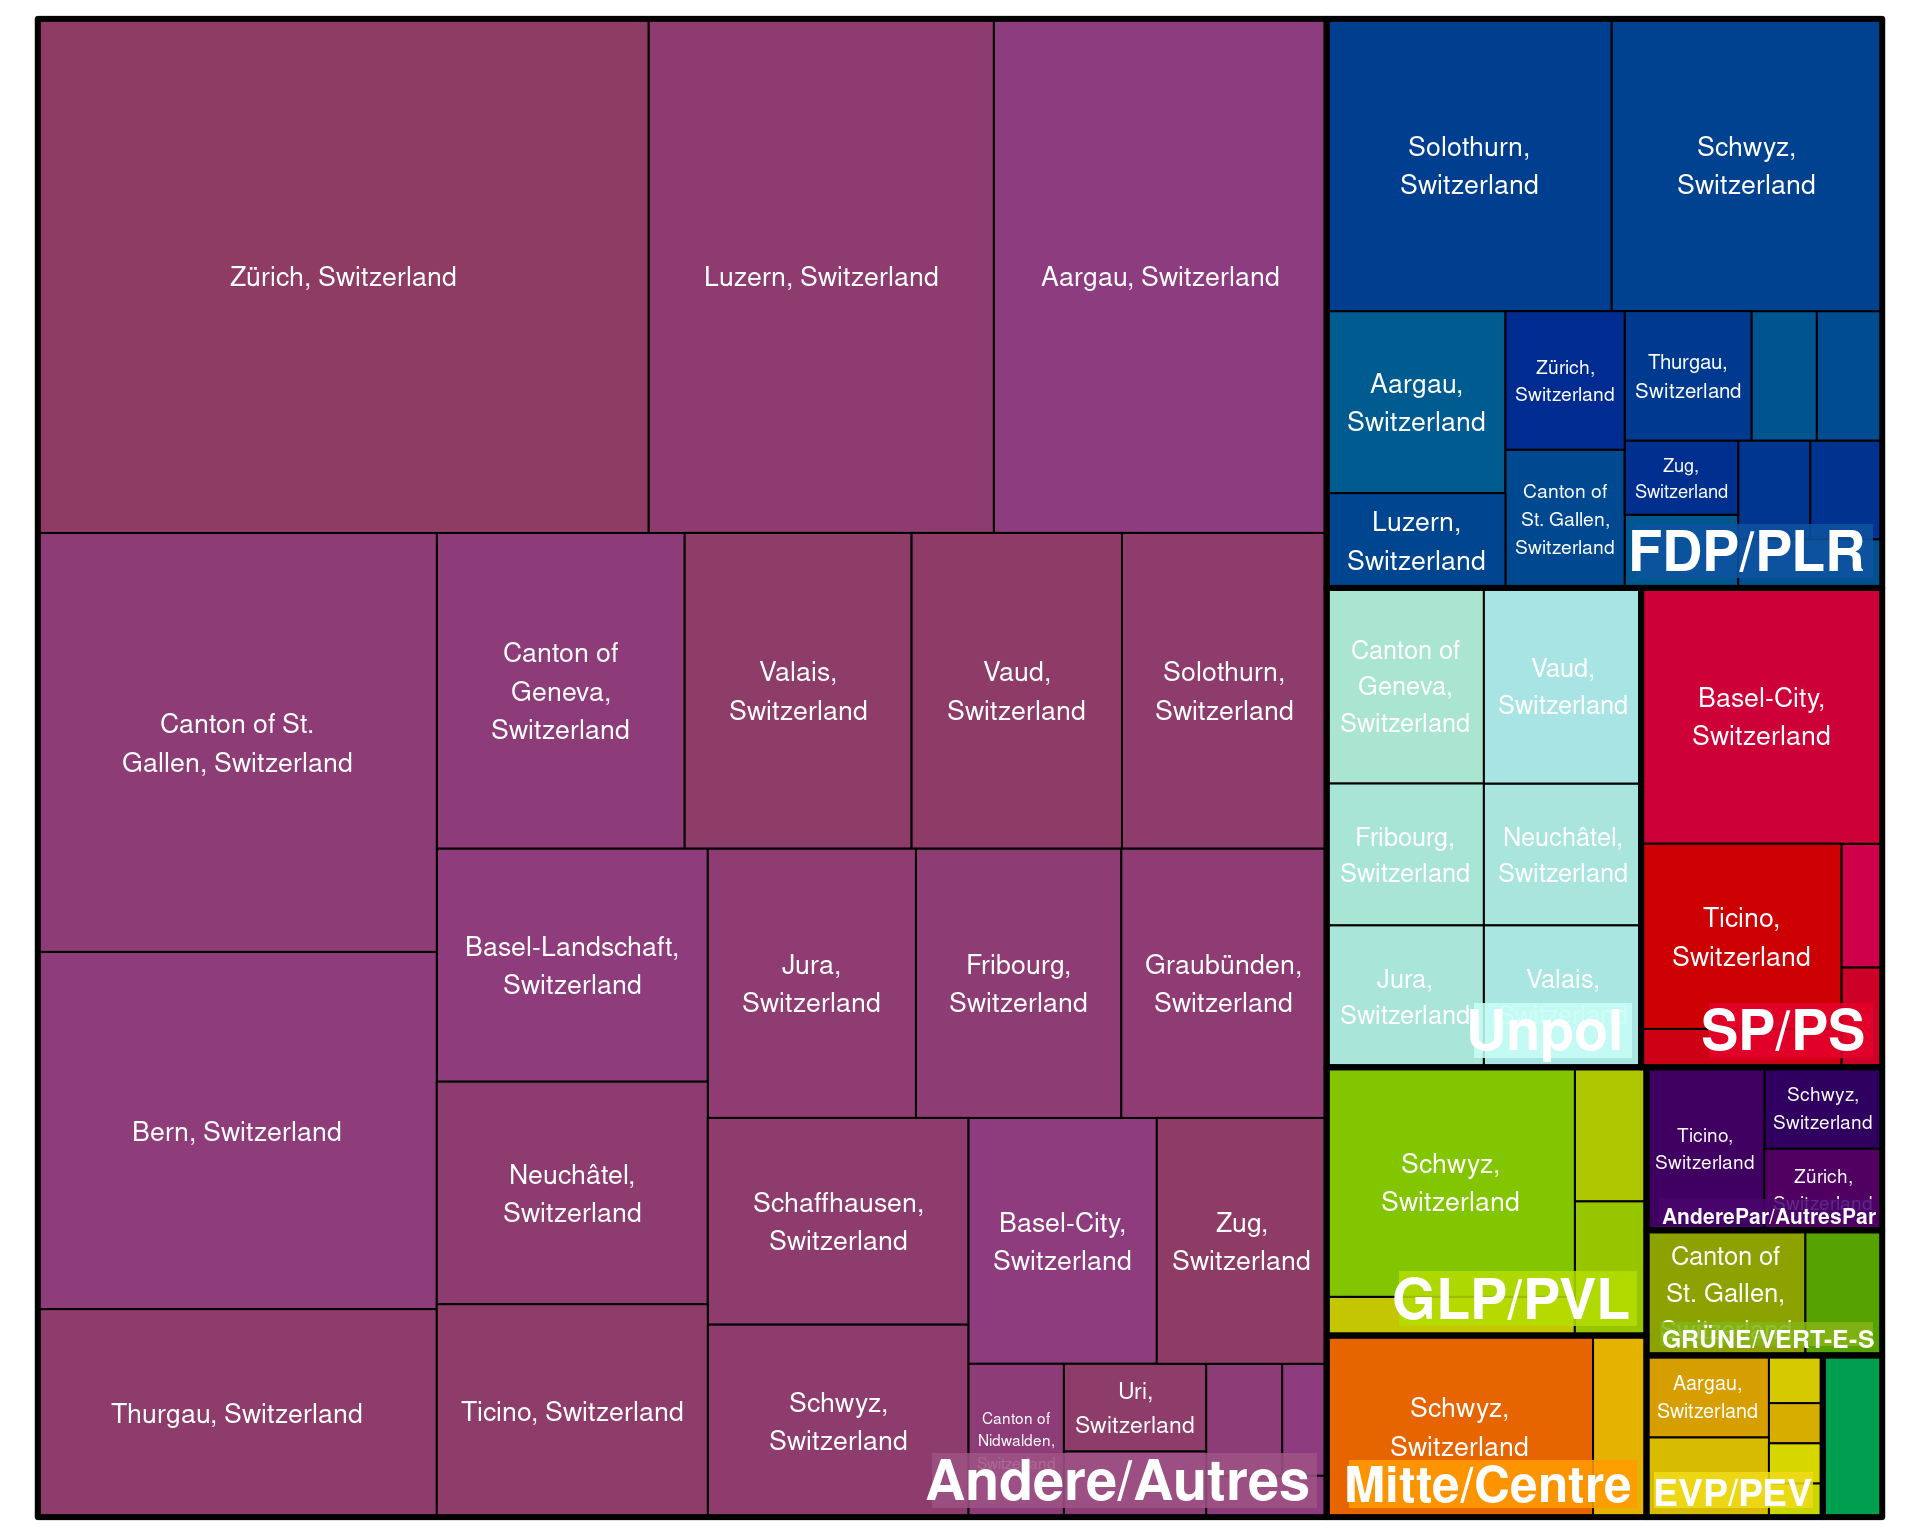 Zürich, Switzerland
Luzern, Switzerland
Aargau, Switzerland
Canton of St.
Gallen, Switzerland
Canton of
Geneva,
Switzerland
Valais,
Switzerland
Vaud,
Switzerland
Solothurn,
Switzerland
Bern, Switzerland
Basel-Landschaft,
Switzerland
Jura,
Switzerland
Fribourg,
Switzerland
Graubünden,
Switzerland
Neuchâtel,
Switzerland
Schaffhausen,
Switzerland
Basel-City,
Switzerland
Zug,
Switzerland
Thurgau, Switzerland
Ticino, Switzerland
Schwyz,
Switzerland
Canton of
Nidwalden,
Switzerland
Uri,
Switzerland
Andere/Autres
Solothurn,
Switzerland
Schwyz,
Switzerland
Aargau,
Switzerland
Zürich,
Switzerland
Thurgau,
Switzerland
Luzern,
Switzerland
Canton of
St. Gallen,
Switzerland
Zug,
Switzerland
FDP/PLR
Canton of
Geneva,
Switzerland
Vaud,
Switzerland
Fribourg,
Switzerland
Neuchâtel,
Switzerland
Jura,
Switzerland
Valais,
Switzerland
Unpol
Basel-City,
Switzerland
Ticino,
Switzerland
SP/PS
Schwyz,
Switzerland
GLP/PVL
Ticino,
Switzerland
Schwyz,
Switzerland
Zürich,
Switzerland
AnderePar/AutresPar
Canton of
St. Gallen,
Switzerland
GRÜNE/VERT-E-S
Schwyz,
Switzerland
Mitte/Centre
Aargau,
Switzerland
EVP/PEV